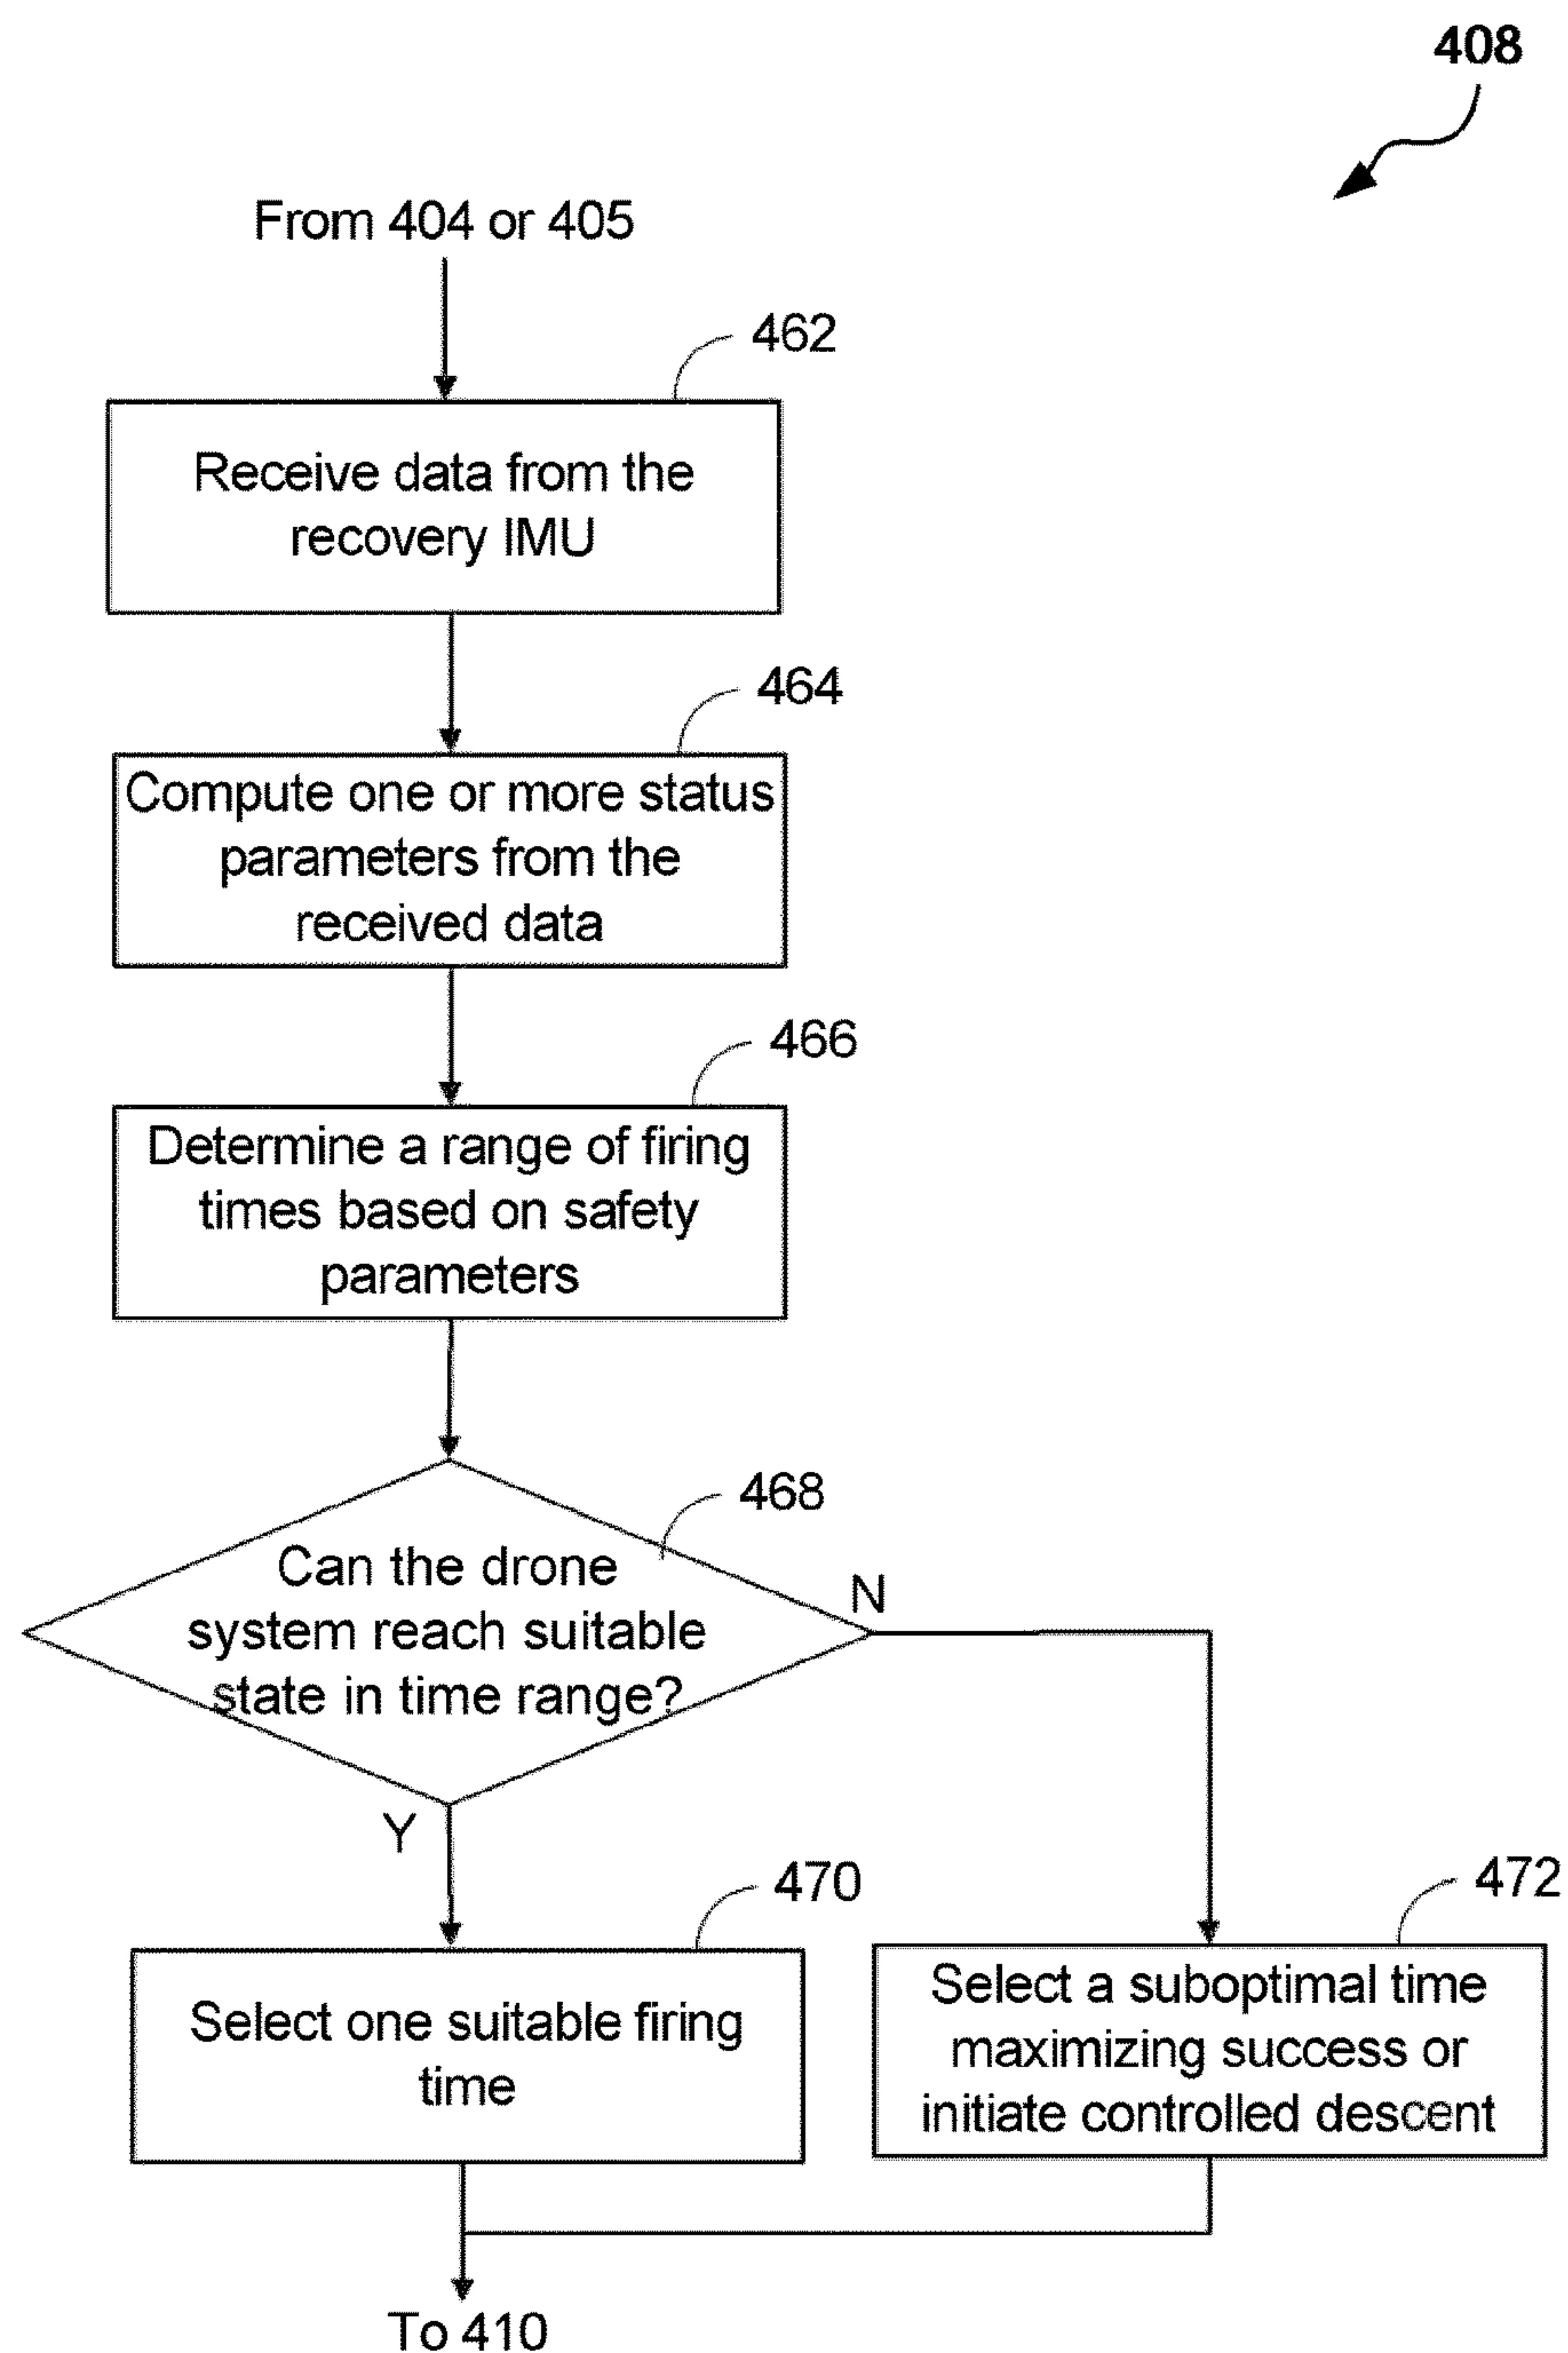 408
From 404 or 405
462
Receive data from the
recovery IMU
464
Compute one or more status
parameters from the
received data
466
Determine a range of firing
times based on safety
parameters
468
Can the drone
system reach suitable
state in time range?
N
Y
470
Select one suitable firing
time
472
Select a suboptimal time
maximizing success or
initiate controlled descent
To 410